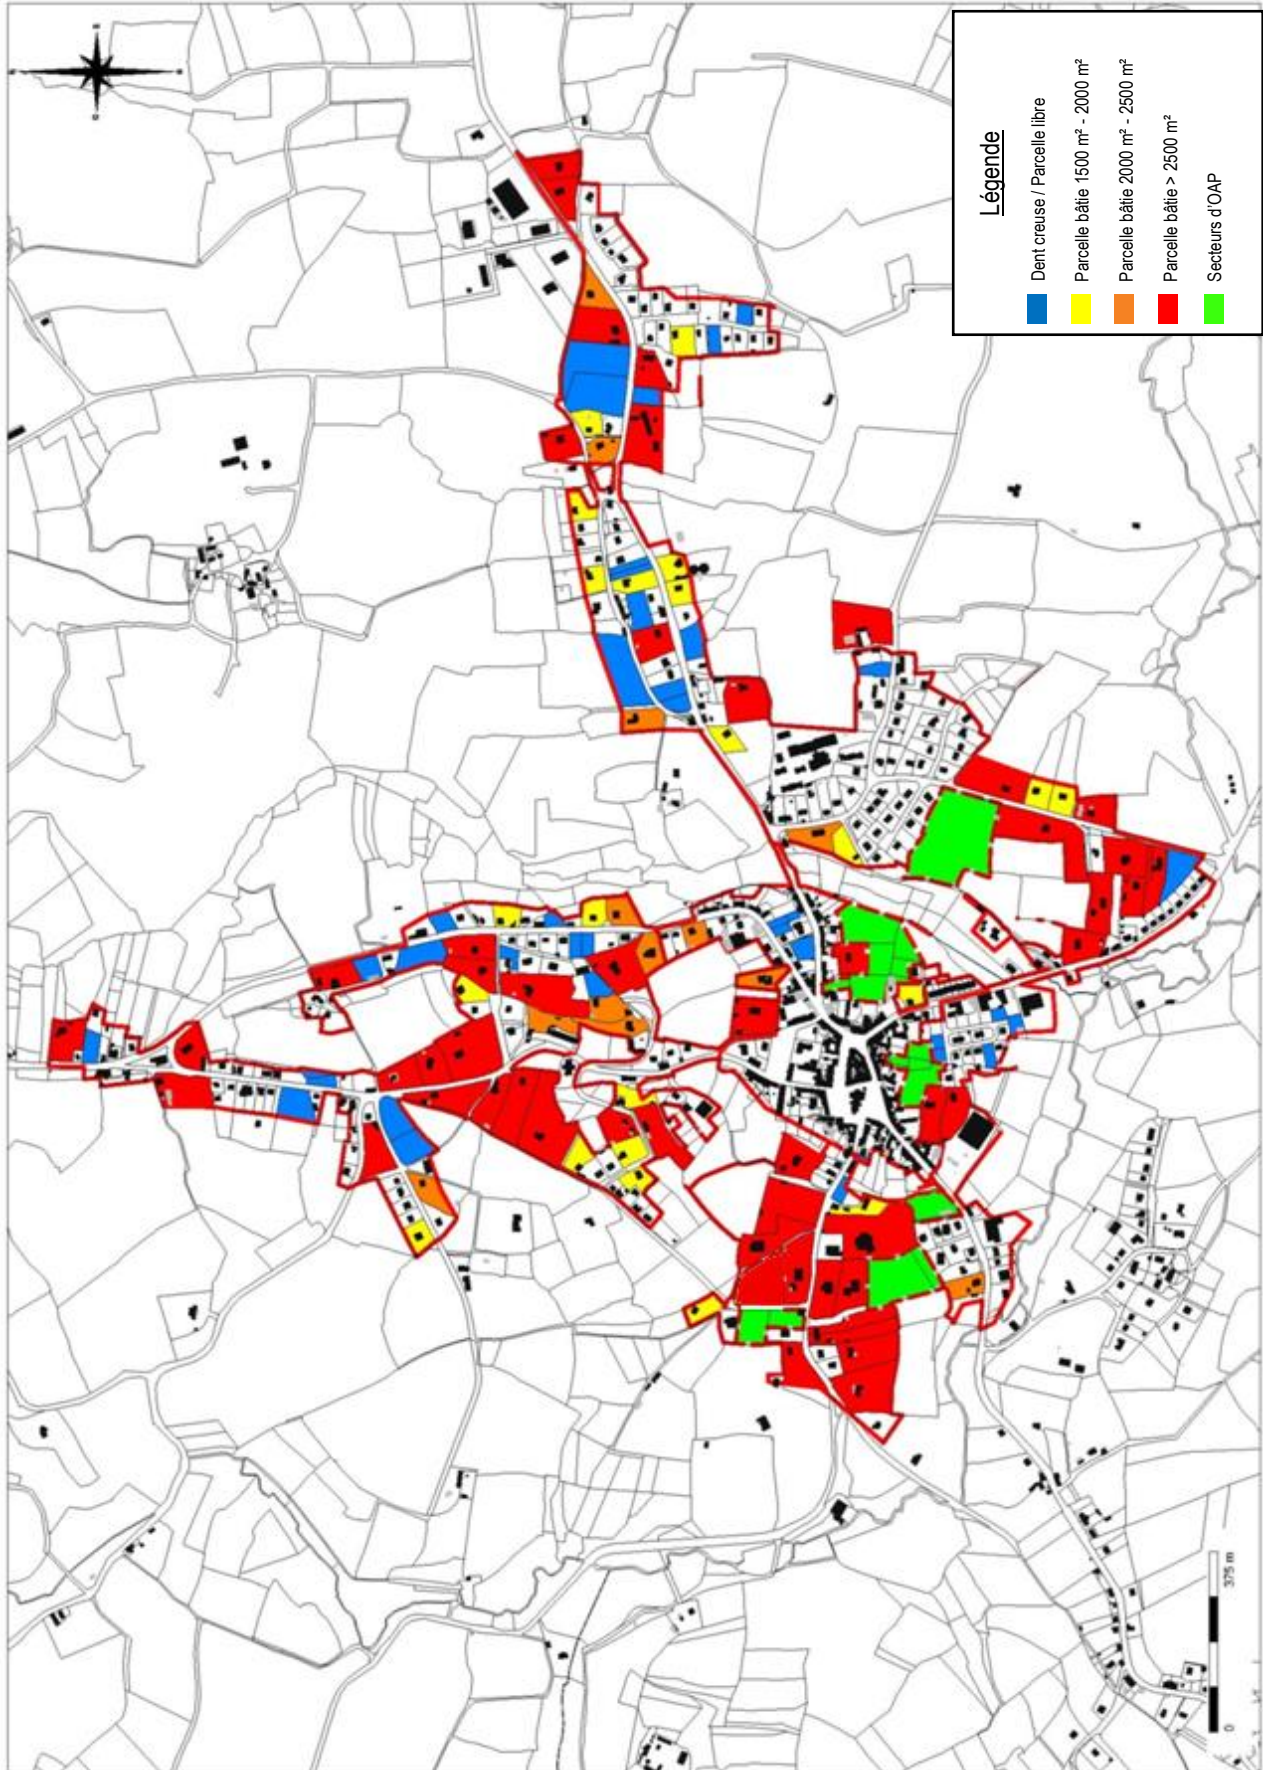 Légende
Dent creuse / Parcelle libre
Parcelle bâtie 1500 m² - 2000 m²
Parcelle bâtie 2000 m² - 2500 m²
Parcelle bâtie > 2500 m²
Secteurs d'OAP
0 375 m